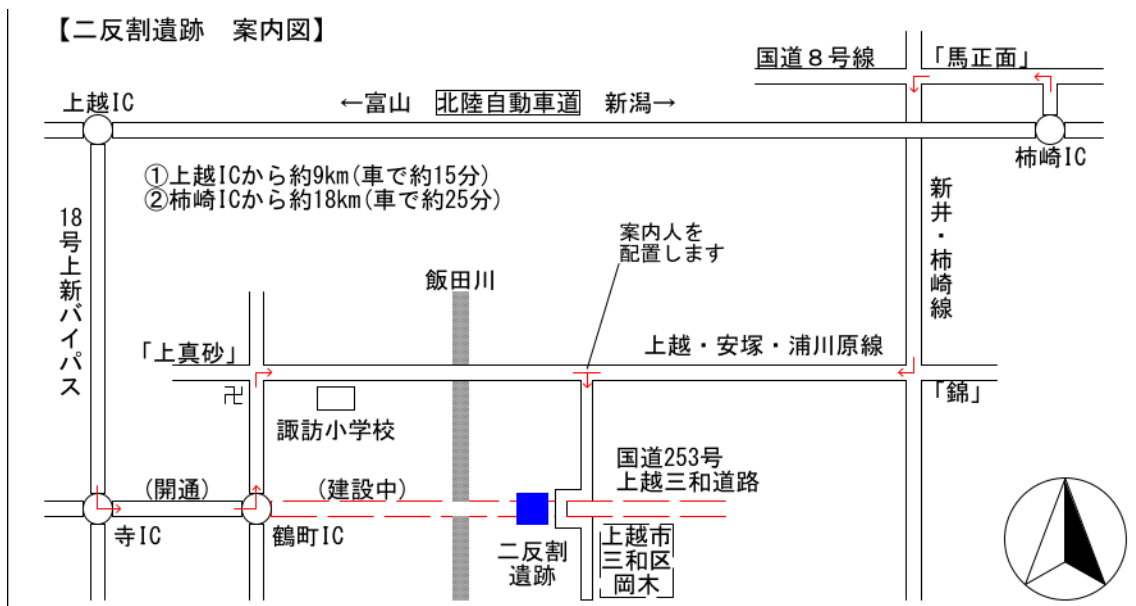 【二反割遺跡　案内図】
国道８号線
「馬正面」
上越IC
←富山　北陸自動車道　新潟→
柿崎IC
①上越ICから約9km(車で約15分)
②柿崎ICから約18km(車で約25分)
18号上新バイパス
新井・柿崎線
案内人を
配置します
飯田川
「上真砂」
上越・安塚・浦川原線
卍
「錦」
諏訪小学校
国道253号
上越三和道路
(開通)
(建設中)
寺IC
鶴町IC
二反割
遺跡
上越市
三和区
岡木